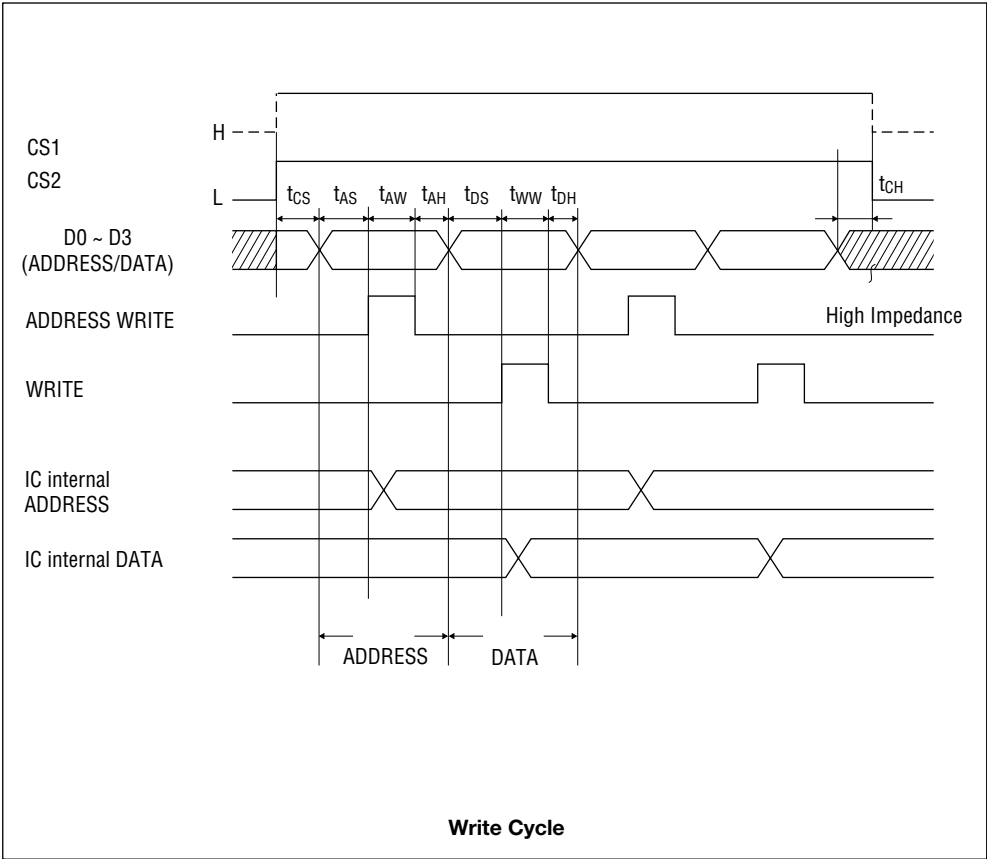 H
CS1
CS2
L
tCS tAS tAW tAH tDS tWW tDH
tCH
D0 ~ D3
(ADDRESS/DATA)
ADDRESS WRITE
High Impedance
WRITE
IC internal
ADDRESS
IC internal DATA
ADDRESS DATA
Write Cycle